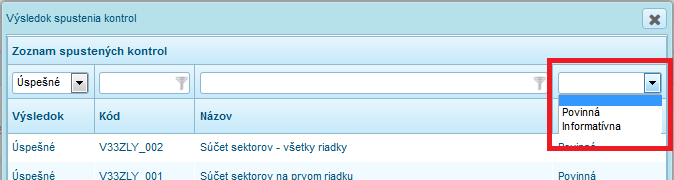 Výsledok spustenia kontrol
Zoznam spustených kontrol
Úspešné
Povinná
Informatívna
Výsledok Kód Názov
Úspešné V33ZLY_002 Súčet sektorov - všetky riadky Povinná
Úspešné V33ZLY_001 Súčet sektorov na prvom riadku Povinná